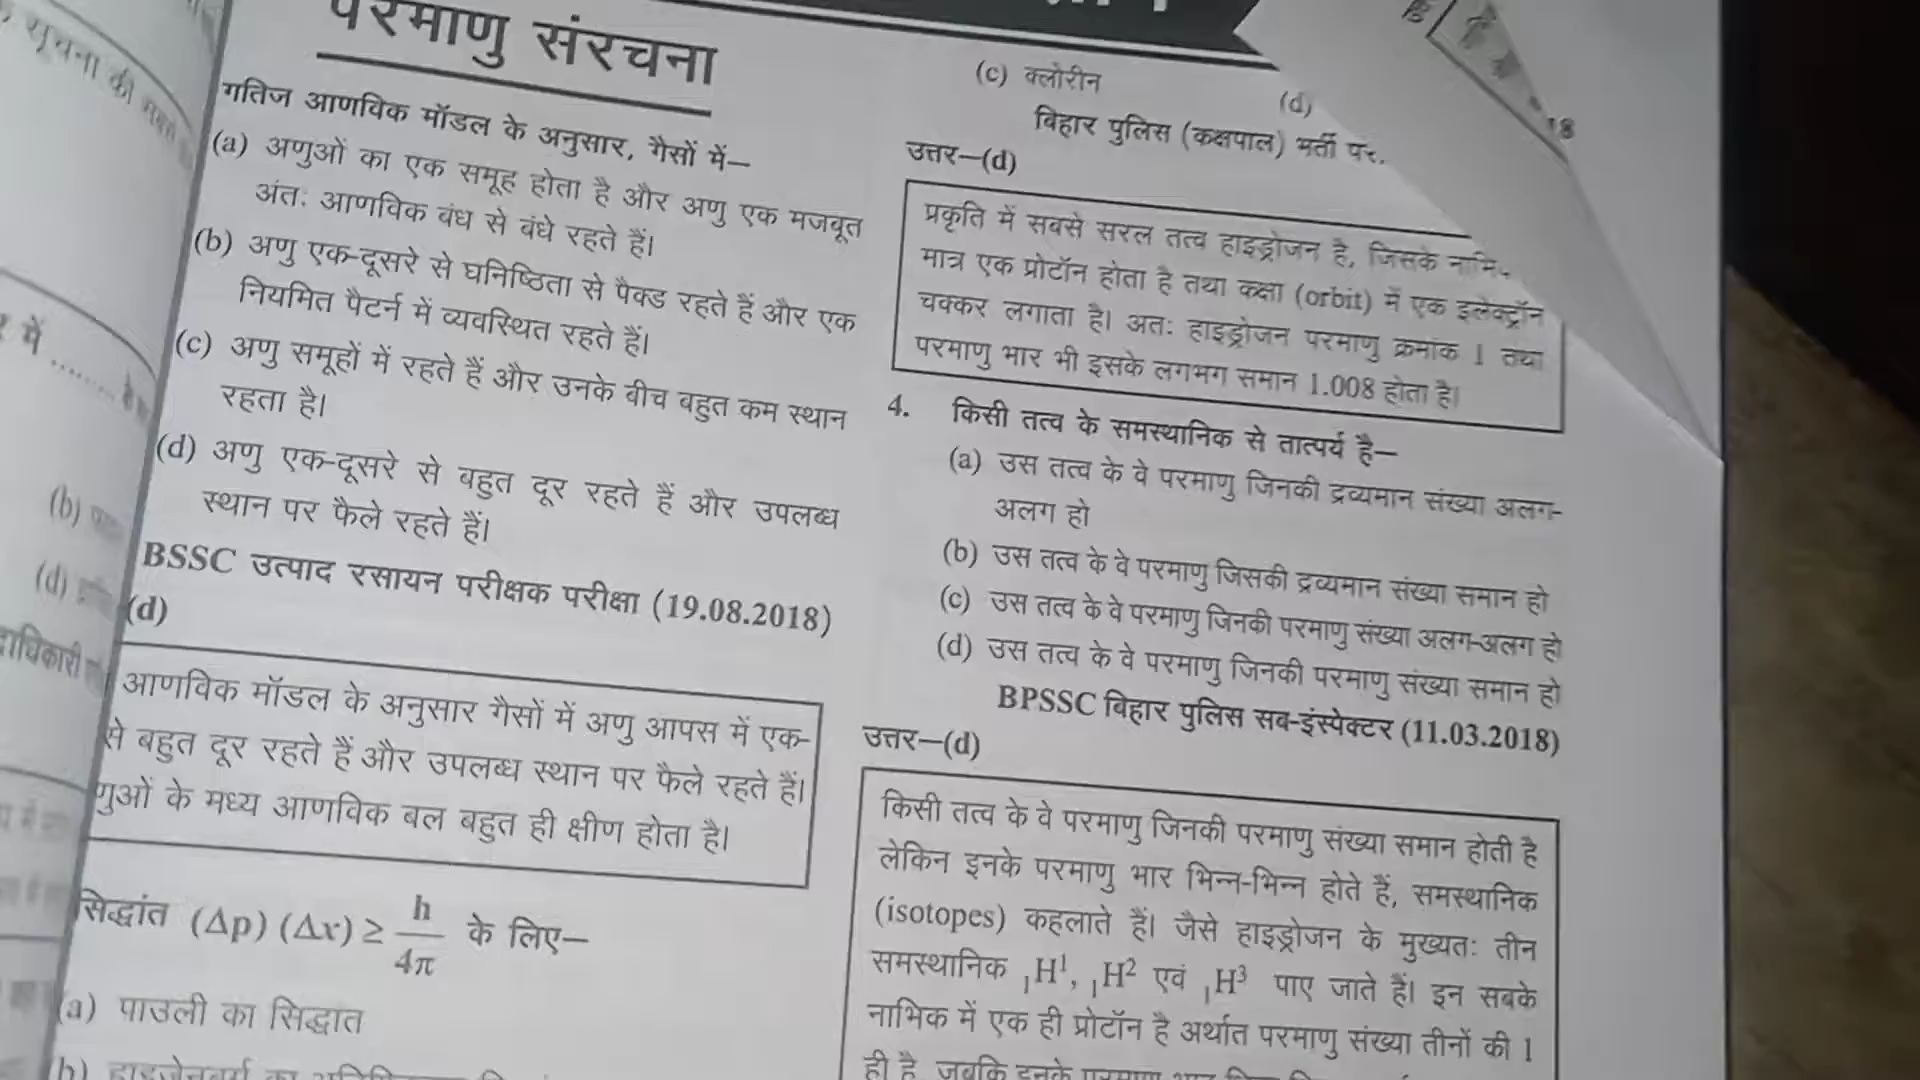 परमाणु संरचना
गतिज आणविक मॉडल के अनुसार, गैसों में–
(a) अणुओं का एक समूह होता है और अणु एक मजबूत
अंतः आणविक बंध से बंधे रहते हैं।
(b) अणु एक-दूसरे से घनिष्ठिता से पैक्ड रहते हैं और एक
नियमित पैटर्न में व्यवस्थित रहते हैं।
(c) अणु समूहों में रहते हैं और उनके बीच बहुत कम स्थान
रहता है।
(d) अणु एक-दूसरे से बहुत दूर रहते हैं और उपलब्ध
स्थान पर फैले रहते हैं।
BSSC उत्पाद रसायन परीक्षक परीक्षा (19.08.2018)
(d)
आणविक मॉडल के अनुसार गैसों में अणु आपस में एक-
से बहुत दूर रहते हैं और उपलब्ध स्थान पर फैले रहते हैं।
णुओं के मध्य आणविक बल बहुत ही क्षीण होता है।
सिद्धांत (Δp) (Δx) ≥ h/4π के लिए–
(a) पाउली का सिद्धात
(c) क्लोरीन
(d)
बिहार पुलिस (कक्षपाल) भर्ती
उत्तर–(d)
प्रकृति में सबसे सरल तत्व हाइड्रोजन है, जिसके
मात्र एक प्रोटॉन होता है तथा कक्षा (orbit) में एक इलेक्ट्रॉन
चक्कर लगाता है। अतः हाइड्रोजन परमाणु क्रमांक 1 तथा
परमाणु भार भी इसके लगभग समान 1.008 होता है।
4. किसी तत्व के समस्थानिक से तात्पर्य है–
(a) उस तत्व के वे परमाणु जिनकी द्रव्यमान संख्या अलग-
अलग हो
(b) उस तत्व के वे परमाणु जिसकी द्रव्यमान संख्या समान हो
(c) उस तत्व के वे परमाणु जिनकी परमाणु संख्या अलग-अलग हो
(d) उस तत्व के वे परमाणु जिनकी परमाणु संख्या समान हो
BPSSC बिहार पुलिस सब-इंस्पेक्टर (11.03.2018)
उत्तर–(d)
किसी तत्व के वे परमाणु जिनकी परमाणु संख्या समान होती है
लेकिन इनके परमाणु भार भिन्न-भिन्न होते हैं, समस्थानिक
(isotopes) कहलाते हैं। जैसे हाइड्रोजन के मुख्यतः तीन
समस्थानिक ₁H¹, ₁H² एवं ₁H³ पाए जाते हैं। इन सबके
नाभिक में एक ही प्रोटॉन है अर्थात परमाणु संख्या तीनों की 1
ही है, जबकि इनके परमाणु भार